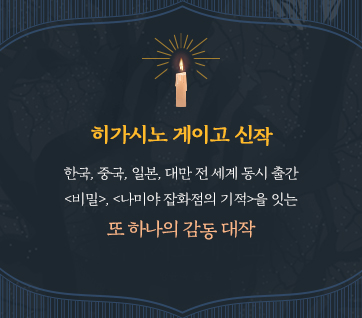 히가시노 게이고 신작
한국, 중국, 일본, 대만 전 세계 동시 출간
<비밀>, <나미야 잡화점의 기적>을 잇는
또 하나의 감동 대작